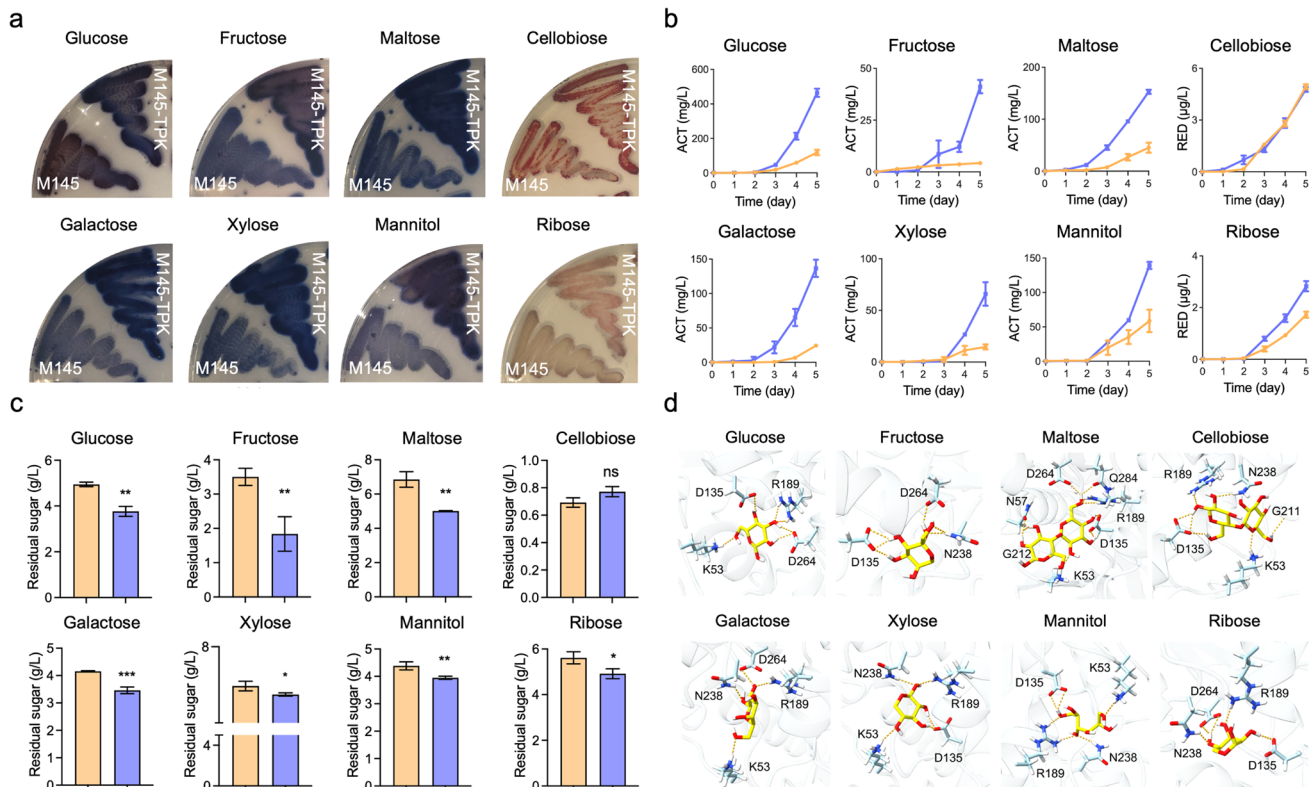 a
Glucose
Fructose
Maltose
Cellobiose
M145-TPK
M145
M145-TPK
M145
M145-TPK
M145
M145-TPK
M145
Galactose
Xylose
Mannitol
Ribose
M145-TPK
M145
M145-TPK
M145
M145-TPK
M145
M145-TPK
M145
b
Glucose
Fructose
Maltose
Cellobiose
ACT (mg/L)
600
400
200
0
0 1 2 3 4 5
Time (day)
ACT (mg/L)
50
25
0
0 1 2 3 4 5
Time (day)
ACT (mg/L)
200
150
100
50
0
0 1 2 3 4 5
Time (day)
RED (µg/L)
6
4
2
0
0 1 2 3 4 5
Time (day)
Galactose
Xylose
Mannitol
Ribose
ACT (mg/L)
150
100
50
0
0 1 2 3 4 5
Time (day)
ACT (mg/L)
100
50
0
0 1 2 3 4 5
Time (day)
ACT (mg/L)
150
100
50
0
0 1 2 3 4 5
Time (day)
RED (µg/L)
4
2
0
0 1 2 3 4 5
Time (day)
c
Glucose
Fructose
Maltose
Cellobiose
Residual sugar (g/L)
6
4
2
0
**
Residual sugar (g/L)
4
3
2
1
0
**
Residual sugar (g/L)
8
6
4
2
0
**
Residual sugar (g/L)
1.0
0.8
0.6
0.4
0.2
0.0
ns
Galactose
Xylose
Mannitol
Ribose
Residual sugar (g/L)
5
4
3
2
1
0
***
Residual sugar (g/L)
8
4
0
*
Residual sugar (g/L)
5
4
3
2
1
0
**
Residual sugar (g/L)
6
4
2
0
*
d
Glucose
Fructose
Maltose
Cellobiose
D135
R189
K53
D264
D264
D135
N238
D264
Q284
N57
R189
D135
G212
K53
R189
N238
G211
D135
K53
Galactose
Xylose
Mannitol
Ribose
D264
N238
R189
K53
N238
R189
K53
D135
K53
D135
R189
N238
D264
R189
N238
D135